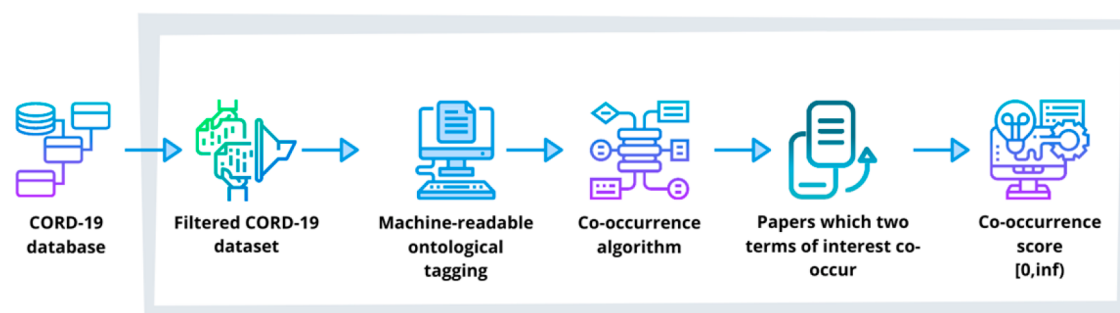 CORD-19
database
Filtered CORD-19
dataset
Machine-readable
ontological
tagging
Co-occurrence
algorithm
Papers which two
terms of interest co-
occur
Co-occurrence
score
[0,inf)